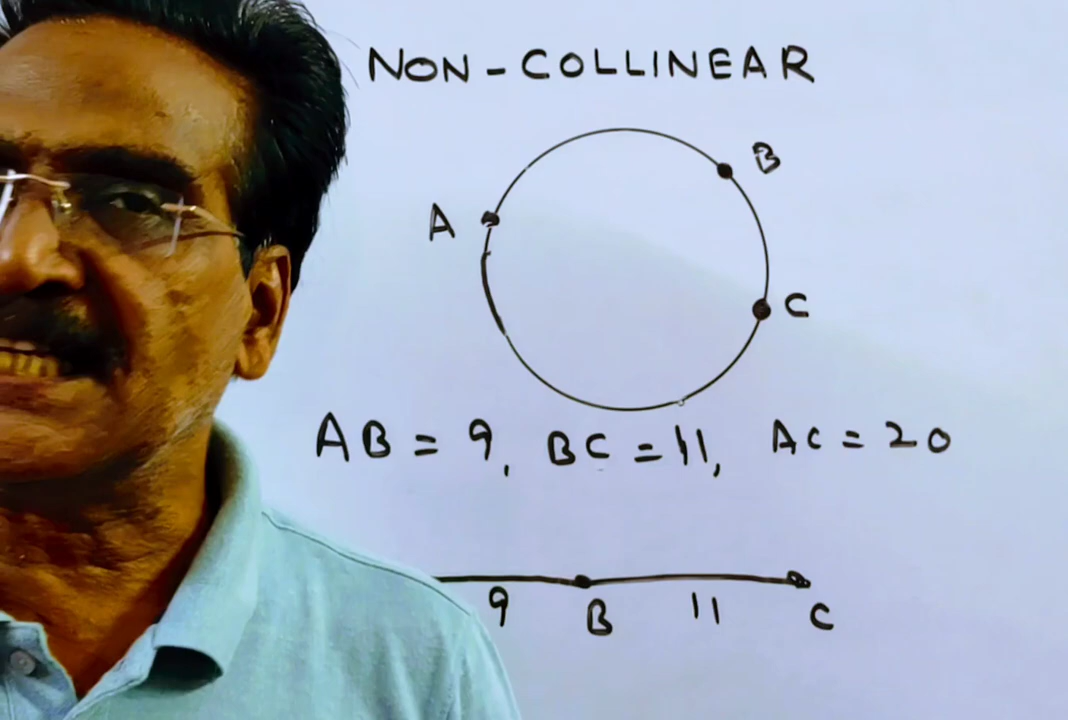 NON-COLLINEAR
B
A
C
AB = 9, BC = 11, AC = 20
9 B 11 C